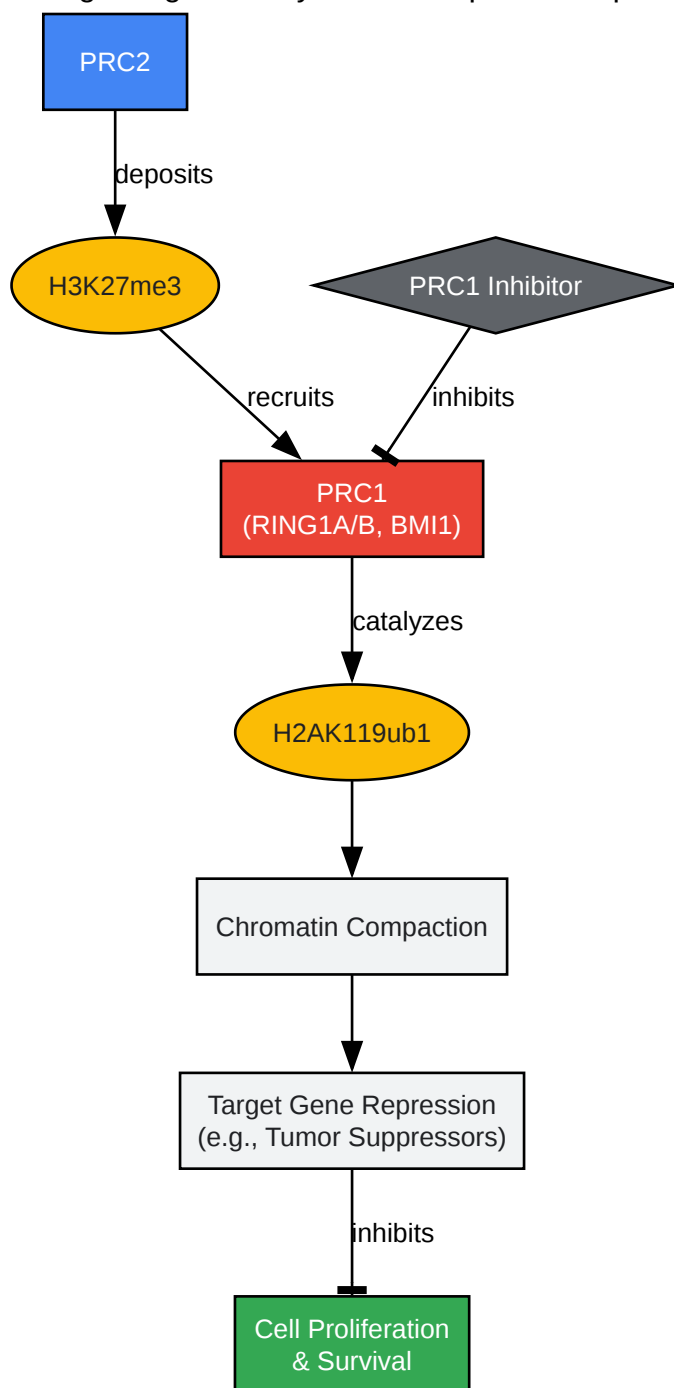 PRC2
deposits
H3K27me3
PRC1 Inhibitor
recruits
inhibits
PRC1
(RING1A/B, BMI1)
catalyzes
H2AK119ub1
Chromatin Compaction
Target Gene Repression
(e.g., Tumor Suppressors)
inhibits
Cell Proliferation
& Survival